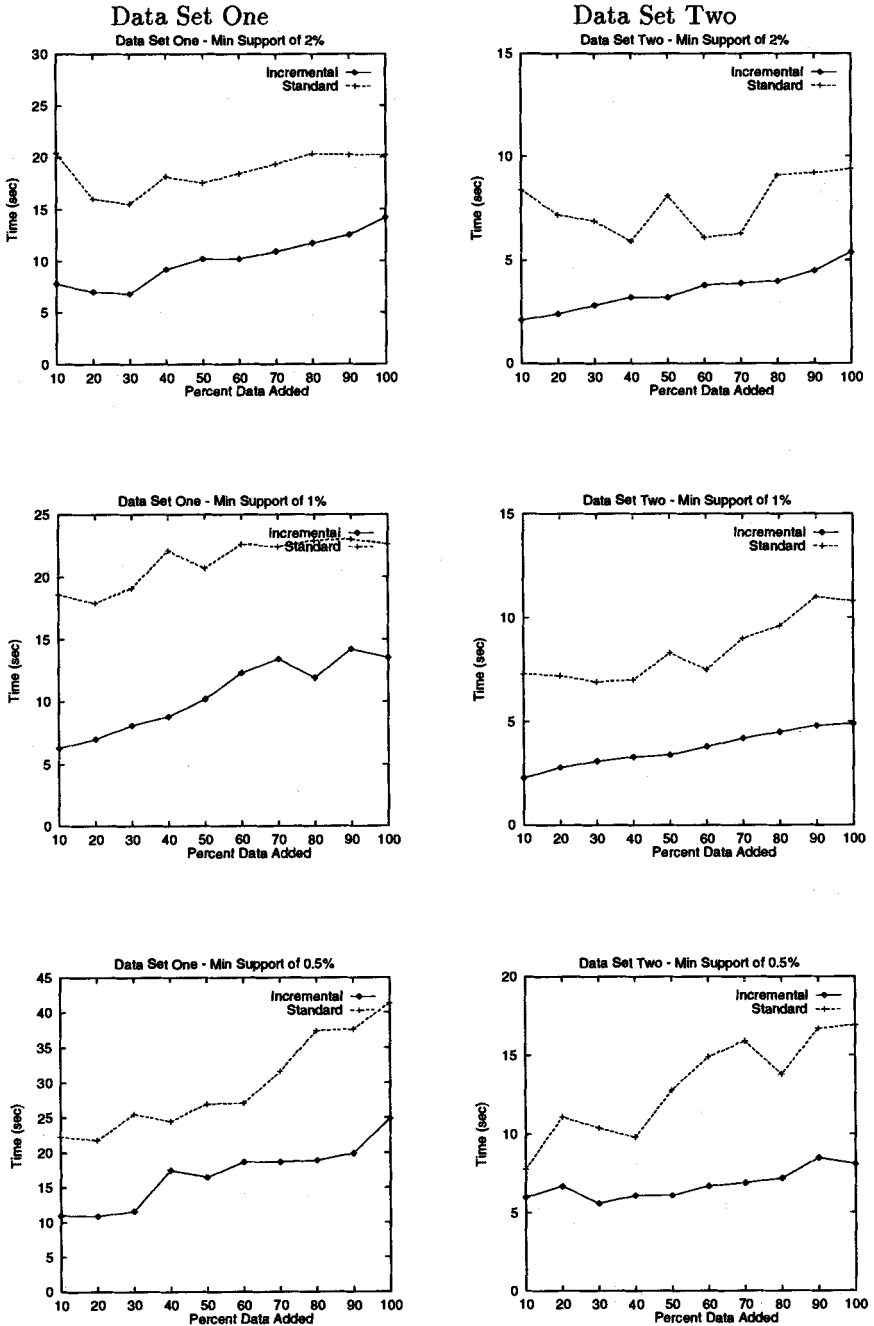 Data Set One
Data Set Two
Data Set One - Min Support of 2%
Incremental
Standard
Time (sec)
30
25
20
15
10
5
0
10 20 30 40 50 60 70 80 90 100
Percent Data Added
Data Set Two - Min Support of 2%
Incremental
Standard
Time (sec)
15
10
5
0
10 20 30 40 50 60 70 80 90 100
Percent Data Added
Data Set One - Min Support of 1%
Incremental
Standard
Time (sec)
25
20
15
10
5
0
10 20 30 40 50 60 70 80 90 100
Percent Data Added
Data Set Two - Min Support of 1%
Incremental
Standard
Time (sec)
15
10
5
0
10 20 30 40 50 60 70 80 90 100
Percent Data Added
Data Set One - Min Support of 0.5%
Incremental
Standard
Time (sec)
45
40
35
30
25
20
15
10
5
0
10 20 30 40 50 60 70 80 90 100
Percent Data Added
Data Set Two - Min Support of 0.5%
Incremental
Standard
Time (sec)
20
15
10
5
0
10 20 30 40 50 60 70 80 90 100
Percent Data Added